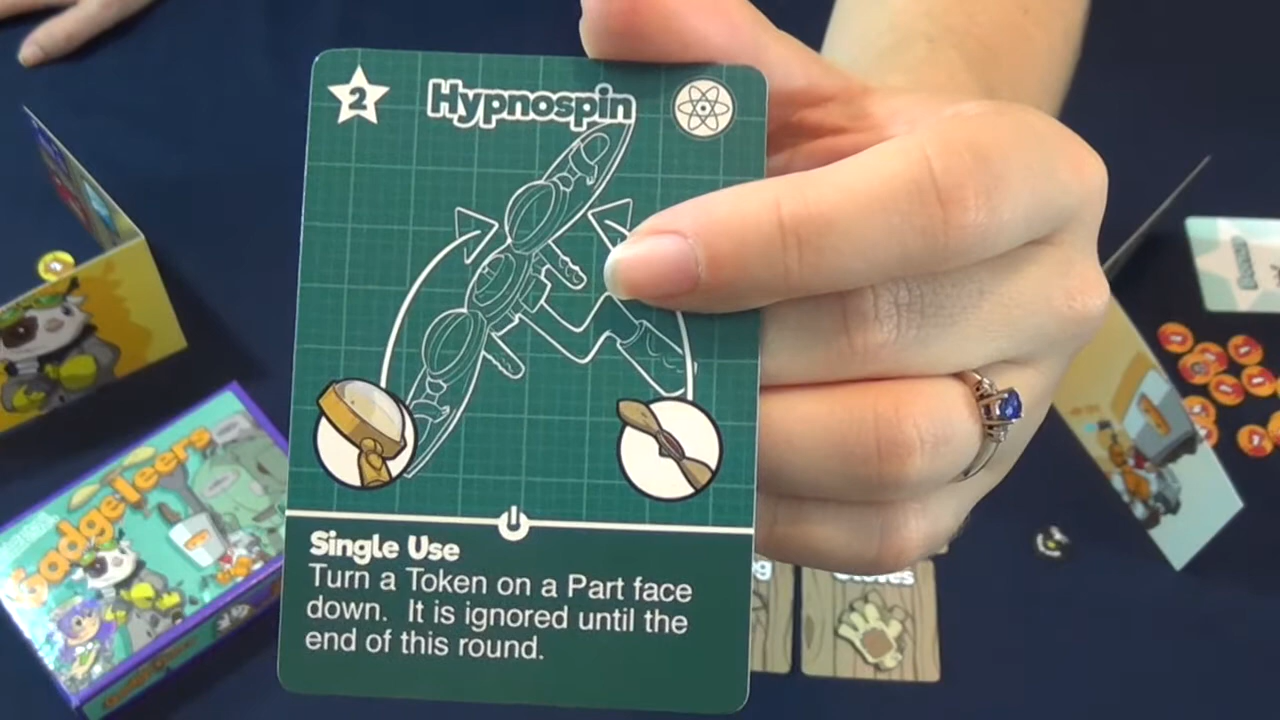 2
Hypnospin
Single Use
Turn a Token on a Part face
down. It is ignored until the
end of this round.
Gadgeteers